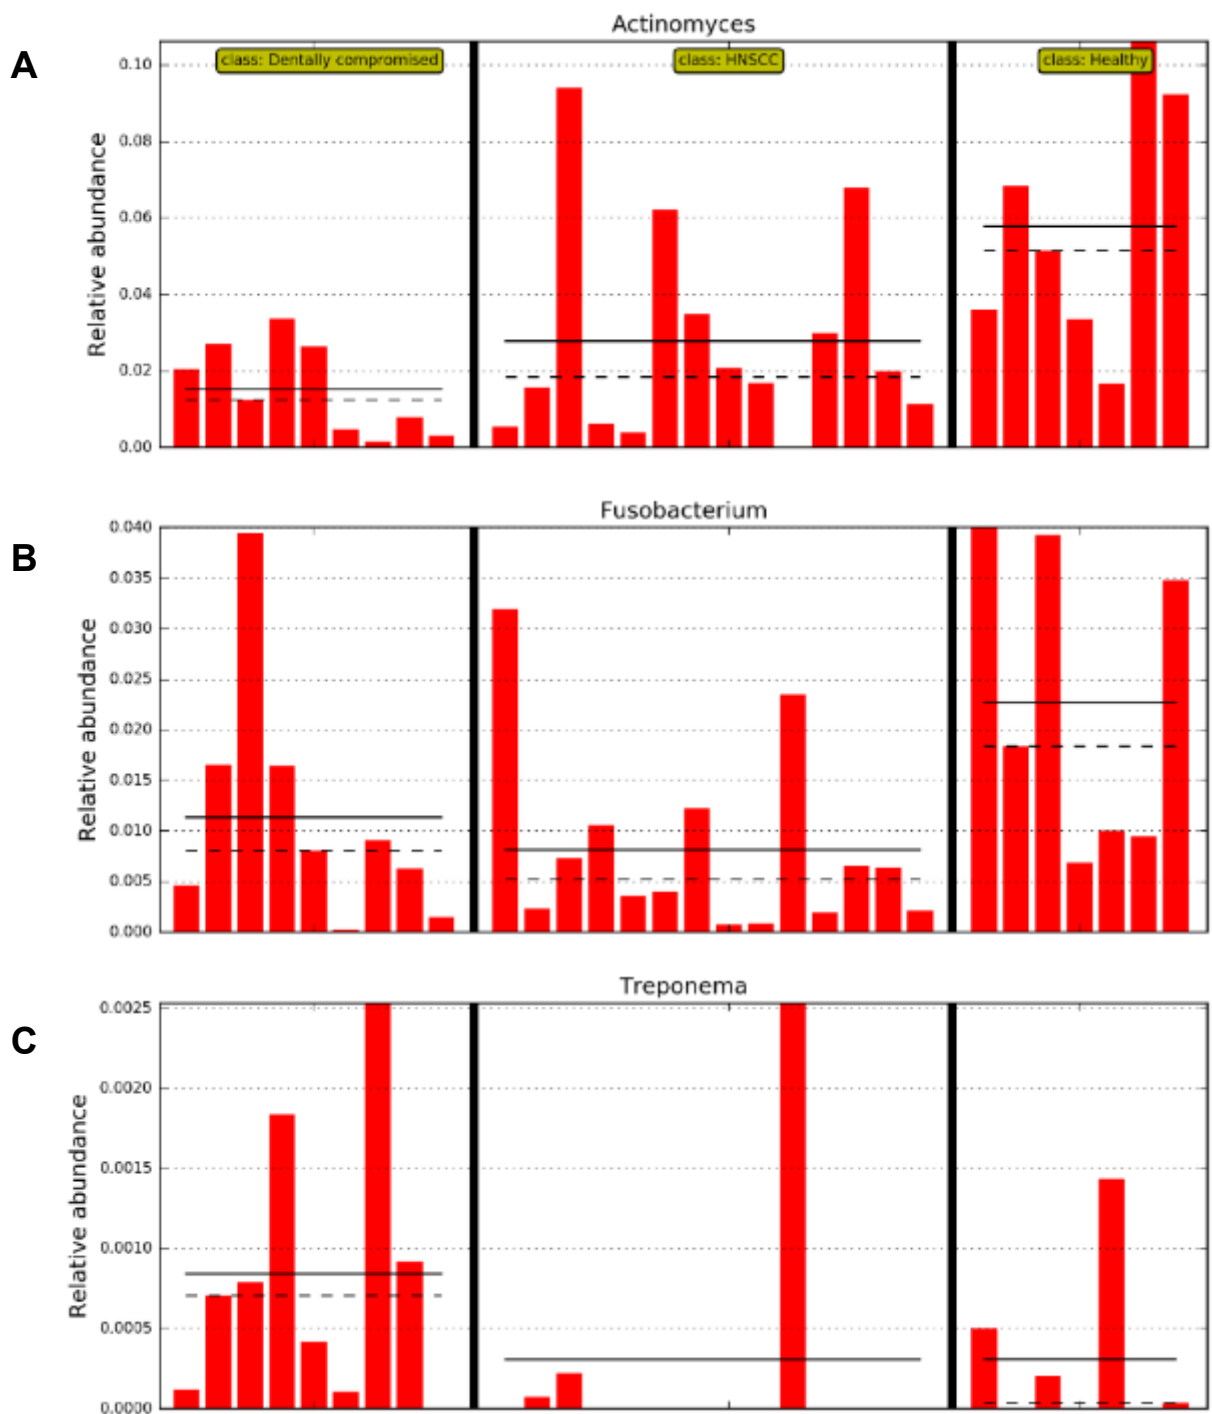 Actinomyces
A
class: Dentally compromised
class: HNSCC
class: Healthy
Relative abundance
0.10
0.08
0.06
0.04
0.02
0.00
Fusobacterium
B
Relative abundance
0.040
0.035
0.030
0.025
0.020
0.015
0.010
0.005
0.000
Treponema
C
Relative abundance
0.0025
0.0020
0.0015
0.0010
0.0005
0.0000